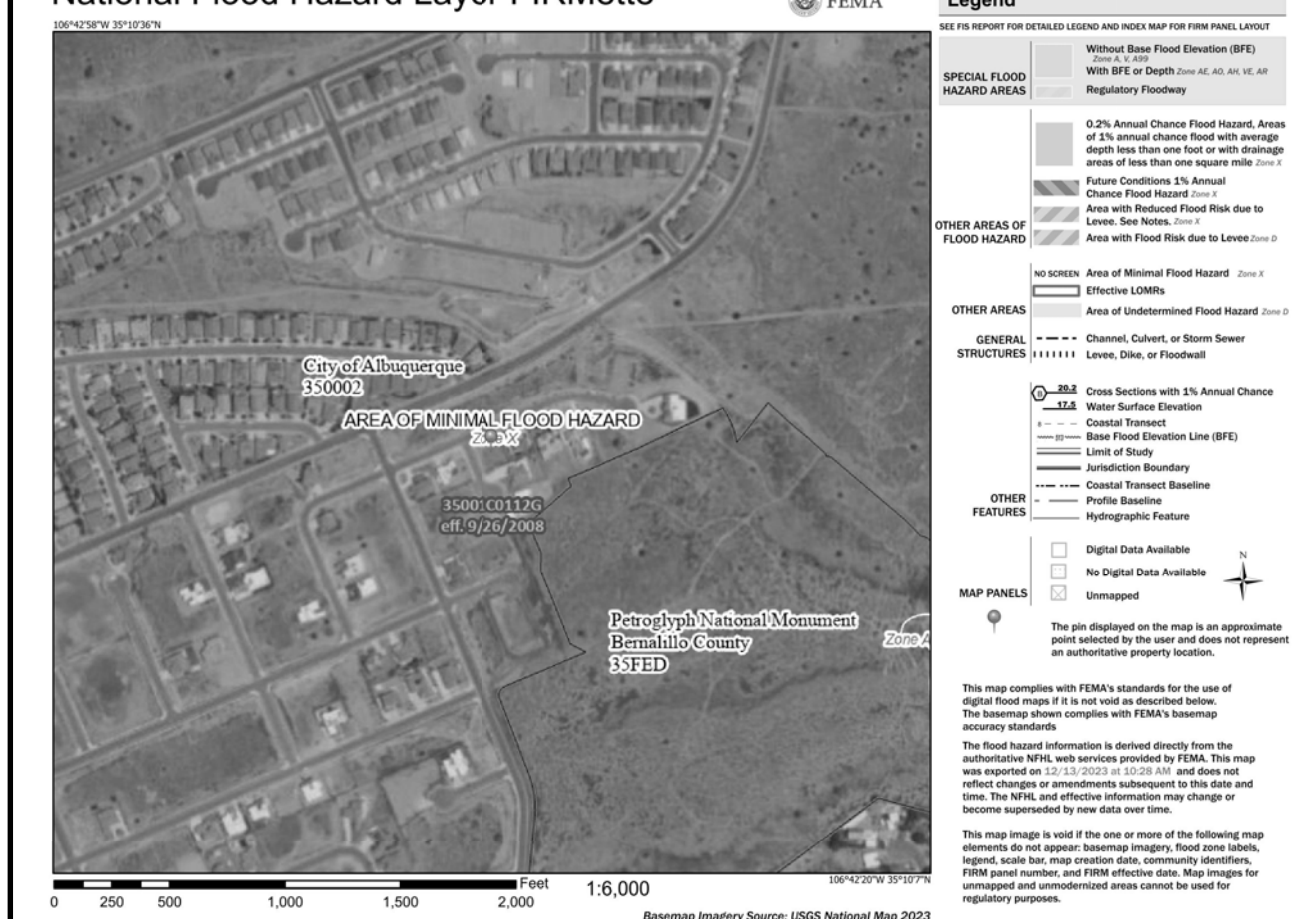 National Flood Hazard Layer FIRMette
FEMA
Legend
106°42'58"W 35°10'36"N
SEE FIS REPORT FOR DETAILED LEGEND AND INDEX MAP FOR FIRM PANEL LAYOUT
SPECIAL FLOOD
HAZARD AREAS
Without Base Flood Elevation (BFE)
Zone A, V, A99
With BFE or Depth Zone AE, AO, AH, VE, AR
Regulatory Floodway
OTHER AREAS OF
FLOOD HAZARD
0.2% Annual Chance Flood Hazard, Areas
of 1% annual chance flood with average
depth less than one foot or with drainage
areas of less than one square mile Zone X
Future Conditions 1% Annual
Chance Flood Hazard Zone X
Area with Reduced Flood Risk due to
Levee. See Notes. Zone X
Area with Flood Risk due to Levee Zone D
OTHER AREAS
NO SCREEN Area of Minimal Flood Hazard Zone X
Effective LOMRs
Area of Undetermined Flood Hazard Zone D
GENERAL
STRUCTURES
Channel, Culvert, or Storm Sewer
Levee, Dike, or Floodwall
OTHER
FEATURES
B 20.2 Cross Sections with 1% Annual Chance
17.5 Water Surface Elevation
8 Coastal Transect
513 Base Flood Elevation Line (BFE)
Limit of Study
Jurisdiction Boundary
Coastal Transect Baseline
Profile Baseline
Hydrographic Feature
MAP PANELS
Digital Data Available
No Digital Data Available
Unmapped
N
The pin displayed on the map is an approximate
point selected by the user and does not represent
an authoritative property location.
This map complies with FEMA's standards for the use of
digital flood maps if it is not void as described below.
The basemap shown complies with FEMA's basemap
accuracy standards
The flood hazard information is derived directly from the
authoritative NFHL web services provided by FEMA. This map
was exported on 12/13/2023 at 10:28 AM and does not
reflect changes or amendments subsequent to this date and
time. The NFHL and effective information may change or
become superseded by new data over time.
This map image is void if the one or more of the following map
elements do not appear: basemap imagery, flood zone labels,
legend, scale bar, map creation date, community identifiers,
FIRM panel number, and FIRM effective date. Map images for
unmapped and unmodernized areas cannot be used for
regulatory purposes.
City of Albuquerque
350002
AREA OF MINIMAL FLOOD HAZARD
Zone X
35001C0112G
eff. 9/26/2008
Petroglyph National Monument
Bernalillo County
35FED
Zone A
106°42'20"W 35°10'7"N
Feet
1:6,000
0 250 500 1,000 1,500 2,000
Basemap Imagery Source: USGS National Map 2023